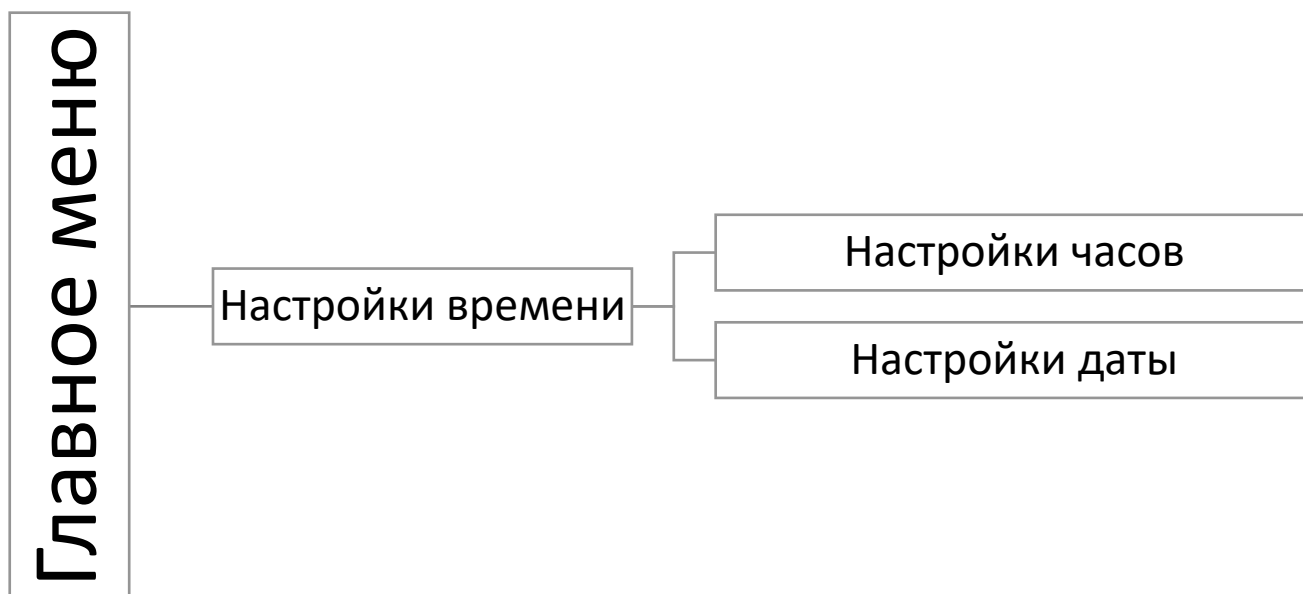 Главное меню
Настройки времени
Настройки часов
Настройки даты